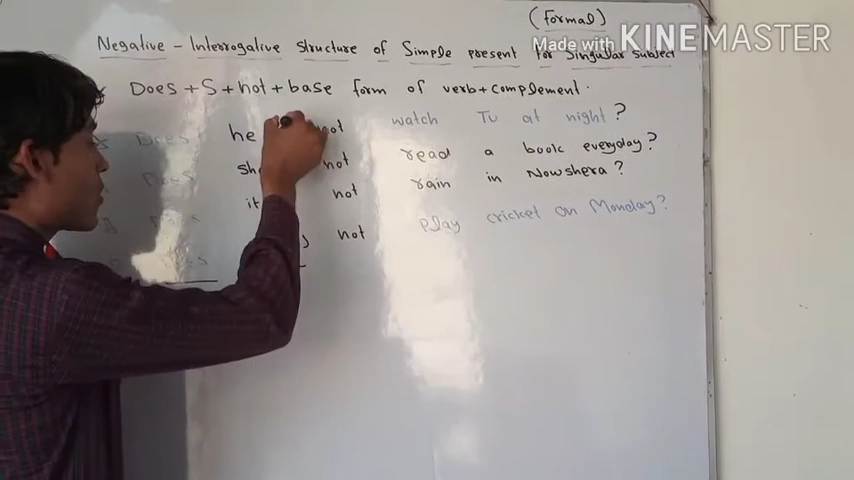 (formal)
Made with KINEMASTER
Negative - Interrogative structure of Simple present for Singular Subject
Does + S + not + base form of verb + complement.
Does he not watch TV at night ?
Does not read a book everyday ?
Does it not rain in Nowshera ?
Does not play cricket on Monday ?